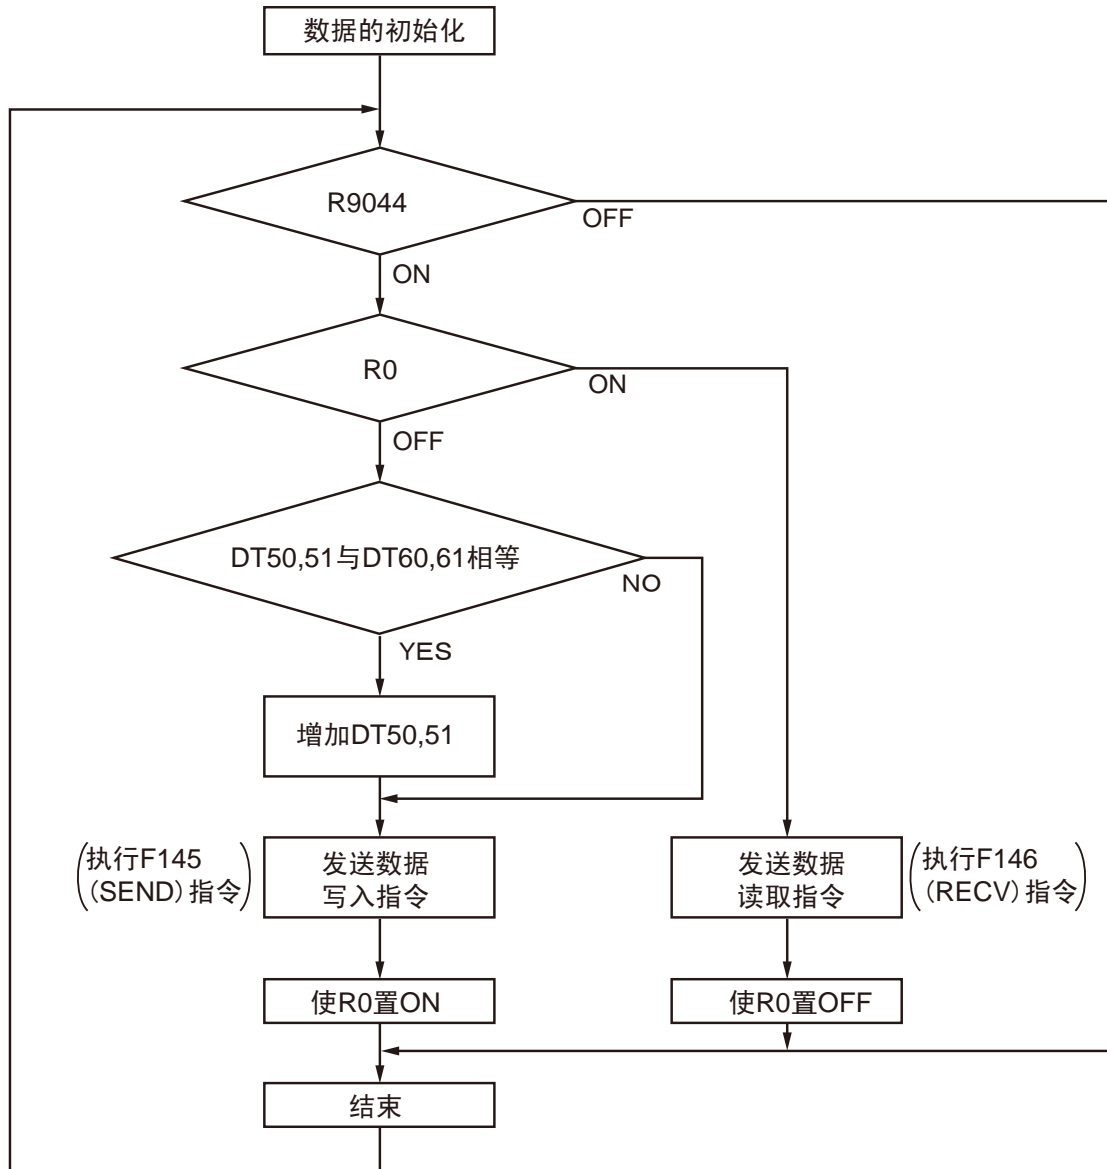 数据的初始化
R9044
OFF
ON
R0
ON
OFF
DT50,51与DT60,61相等
NO
YES
增加DT50,51
(执行F145
(SEND)指令)
发送数据
写入指令
发送数据
读取指令
(执行F146
(RECV)指令)
使R0置ON
使R0置OFF
结束